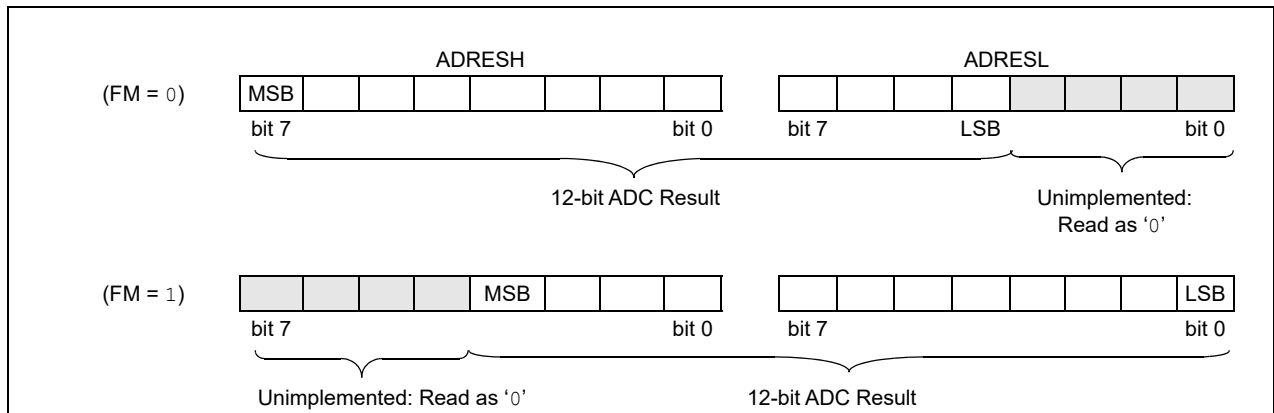 ADRESH ADRESL
(FM = 0) MSB
bit 7 bit 0 bit 7 LSB bit 0
12-bit ADC Result Unimplemented:
Read as ‘0’
(FM = 1) MSB LSB
bit 7 bit 0 bit 7 bit 0
Unimplemented: Read as ‘0’ 12-bit ADC Result